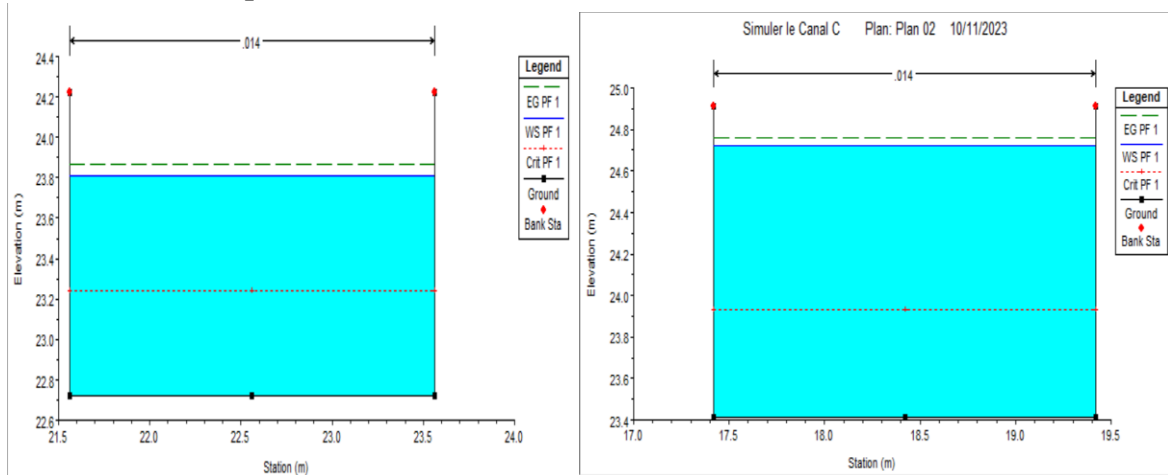 .014
24.4
24.2
24.0
23.8
23.6
23.4
23.2
23.0
22.8
22.6
Elevation (m)
21.5 22.0 22.5 23.0 23.5 24.0
Station (m)
Legend
EG PF 1
WS PF 1
Crit PF 1
Ground
Bank Sta
Simuler le Canal C Plan: Plan 02 10/11/2023
.014
25.0
24.8
24.6
24.4
24.2
24.0
23.8
23.6
23.4
Elevation (m)
17.0 17.5 18.0 18.5 19.0 19.5
Station (m)
Legend
EG PF 1
WS PF 1
Crit PF 1
Ground
Bank Sta